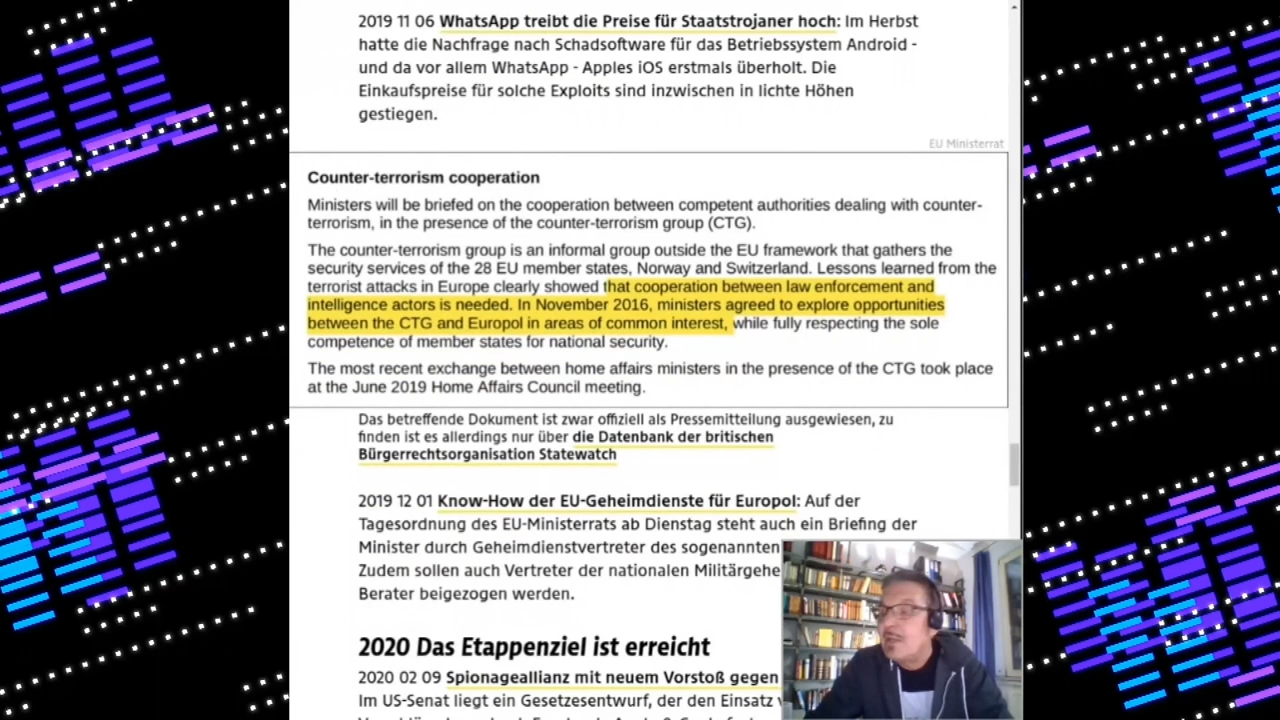 2019 11 06 WhatsApp treibt die Preise für Staatstrojaner hoch: Im Herbst
hatte die Nachfrage nach Schadsoftware für das Betriebssystem Android -
und da vor allem WhatsApp - Apples iOS erstmals überholt. Die
Einkaufspreise für solche Exploits sind inzwischen in lichte Höhen
gestiegen.
EU Ministerrat
Counter-terrorism cooperation
Ministers will be briefed on the cooperation between competent authorities dealing with counter-
terrorism, in the presence of the counter-terrorism group (CTG).
The counter-terrorism group is an informal group outside the EU framework that gathers the
security services of the 28 EU member states, Norway and Switzerland. Lessons learned from the
terrorist attacks in Europe clearly showed that cooperation between law enforcement and
intelligence actors is needed. In November 2016, ministers agreed to explore opportunities
between the CTG and Europol in areas of common interest, while fully respecting the sole
competence of member states for national security.
The most recent exchange between home affairs ministers in the presence of the CTG took place
at the June 2019 Home Affairs Council meeting.
Das betreffende Dokument ist zwar offiziell als Pressemitteilung ausgewiesen, zu
finden ist es allerdings nur über die Datenbank der britischen
Bürgerrechtsorganisation Statewatch
2019 12 01 Know-How der EU-Geheimdienste für Europol: Auf der
Tagesordnung des EU-Ministerrats ab Dienstag steht auch ein Briefing der
Minister durch Geheimdienstvertreter des sogenannten
Zudem sollen auch Vertreter der nationalen Militärgehe
Berater beigezogen werden.
2020 Das Etappenziel ist erreicht
2020 02 09 Spionageallianz mit neuem Vorstoß gegen
Im US-Senat liegt ein Gesetzesentwurf, der den Einsatz